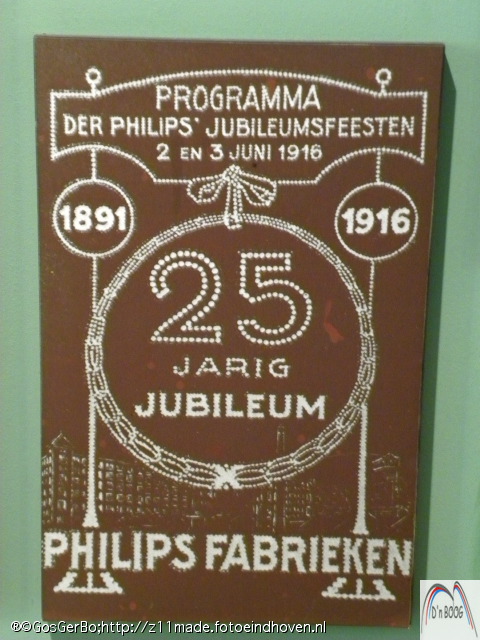 PROGRAMMA
DER PHILIPS' JUBILEUMSFEESTEN
2 EN 3 JUNI 1916
1891
1916
25
JARIG
JUBILEUM
PHILIPS FABRIEKEN
D'n BOOG
®©GosGerBo;http://z11made.fotoeindhoven.nl